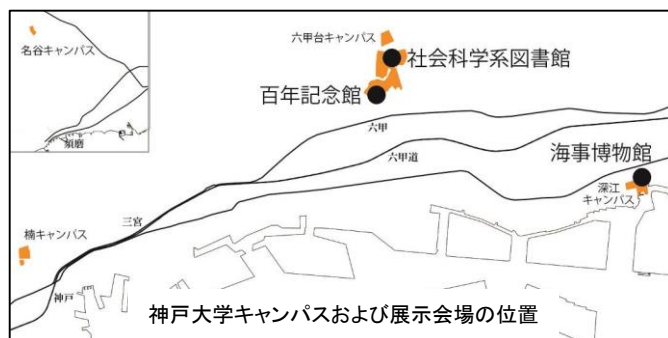 名谷キャンパス
須磨
六甲台キャンパス
社会科学系図書館
百年記念館
六甲
六甲道
海事博物館
深江
キャンパス
三宮
楠キャンパス
神戸
神戸大学キャンパスおよび展示会場の位置